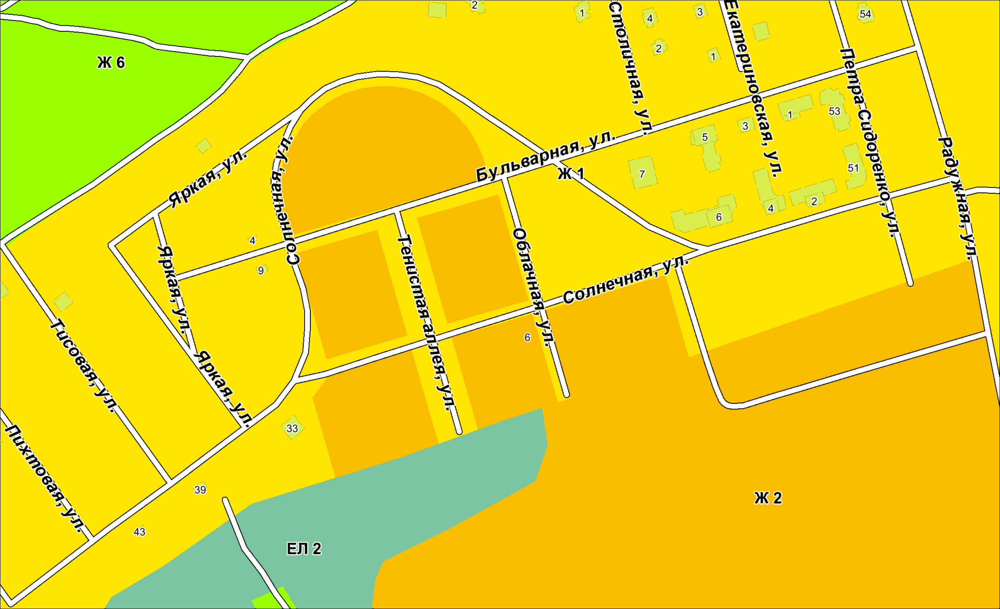 2
1
Столичная, ул.
4
3
Екатериновская, ул.
54
2
1
Ж 6
Петра Сидоренко, ул.
1
53
3
5
Бульварная, ул.
Радужная, ул.
Яркая, ул.
Солнечная, ул.
Ж 1
7
51
2
4
6
4
Яркая, ул.
9
Тенистая аллея, ул.
Облачная, ул.
Солнечная, ул.
Тисовая, ул.
6
Яркая, ул.
33
Пихтовая, ул.
39
Ж 2
43
ЕЛ 2